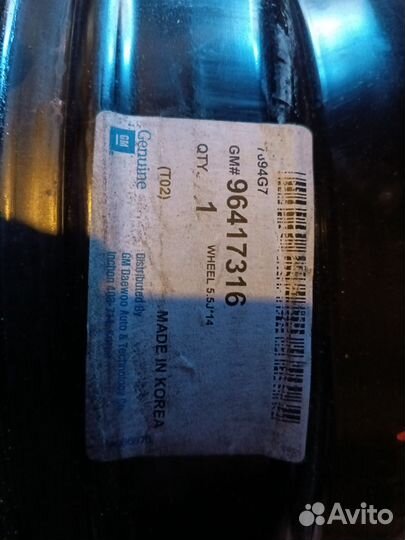 7094G7
GM# 96417316
QTY. 1 WHEEL 5.5J*14
(T02) MADE IN KOREA
GM Genuine
Distributed By
GM Daewoo Auto & Technology
Avito